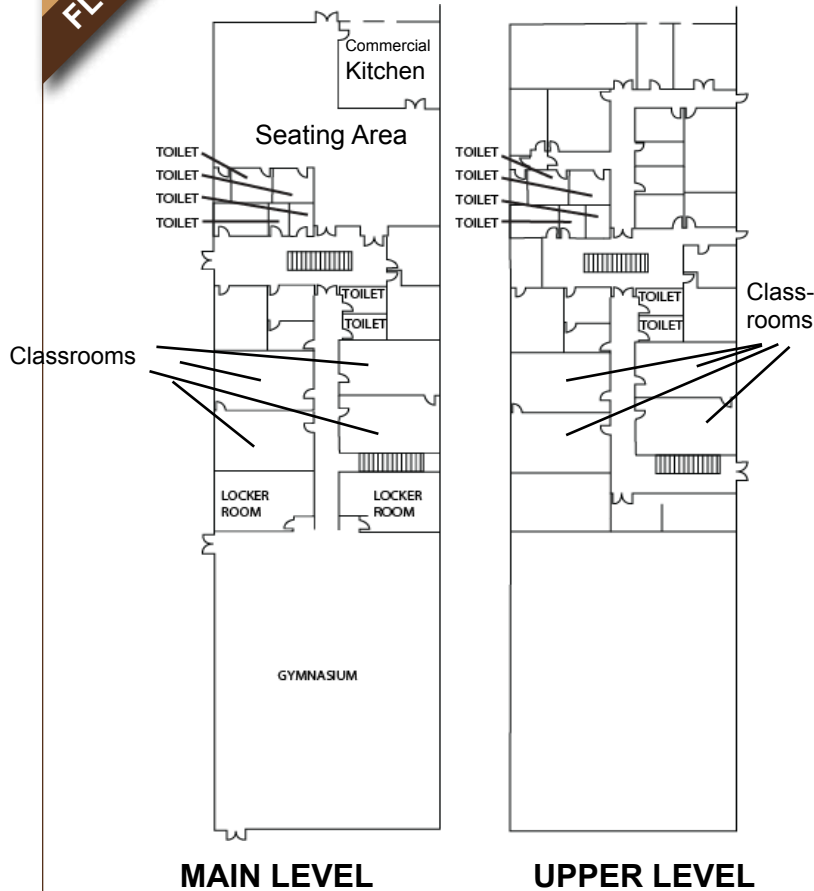 FL
Commercial
Kitchen
Seating Area
TOILET
TOILET
TOILET
TOILET
TOILET
TOILET
TOILET
TOILET
TOILET
TOILET
TOILET
TOILET
Class-
rooms
Classrooms
LOCKER
ROOM
LOCKER
ROOM
GYMNASIUM
MAIN LEVEL
UPPER LEVEL